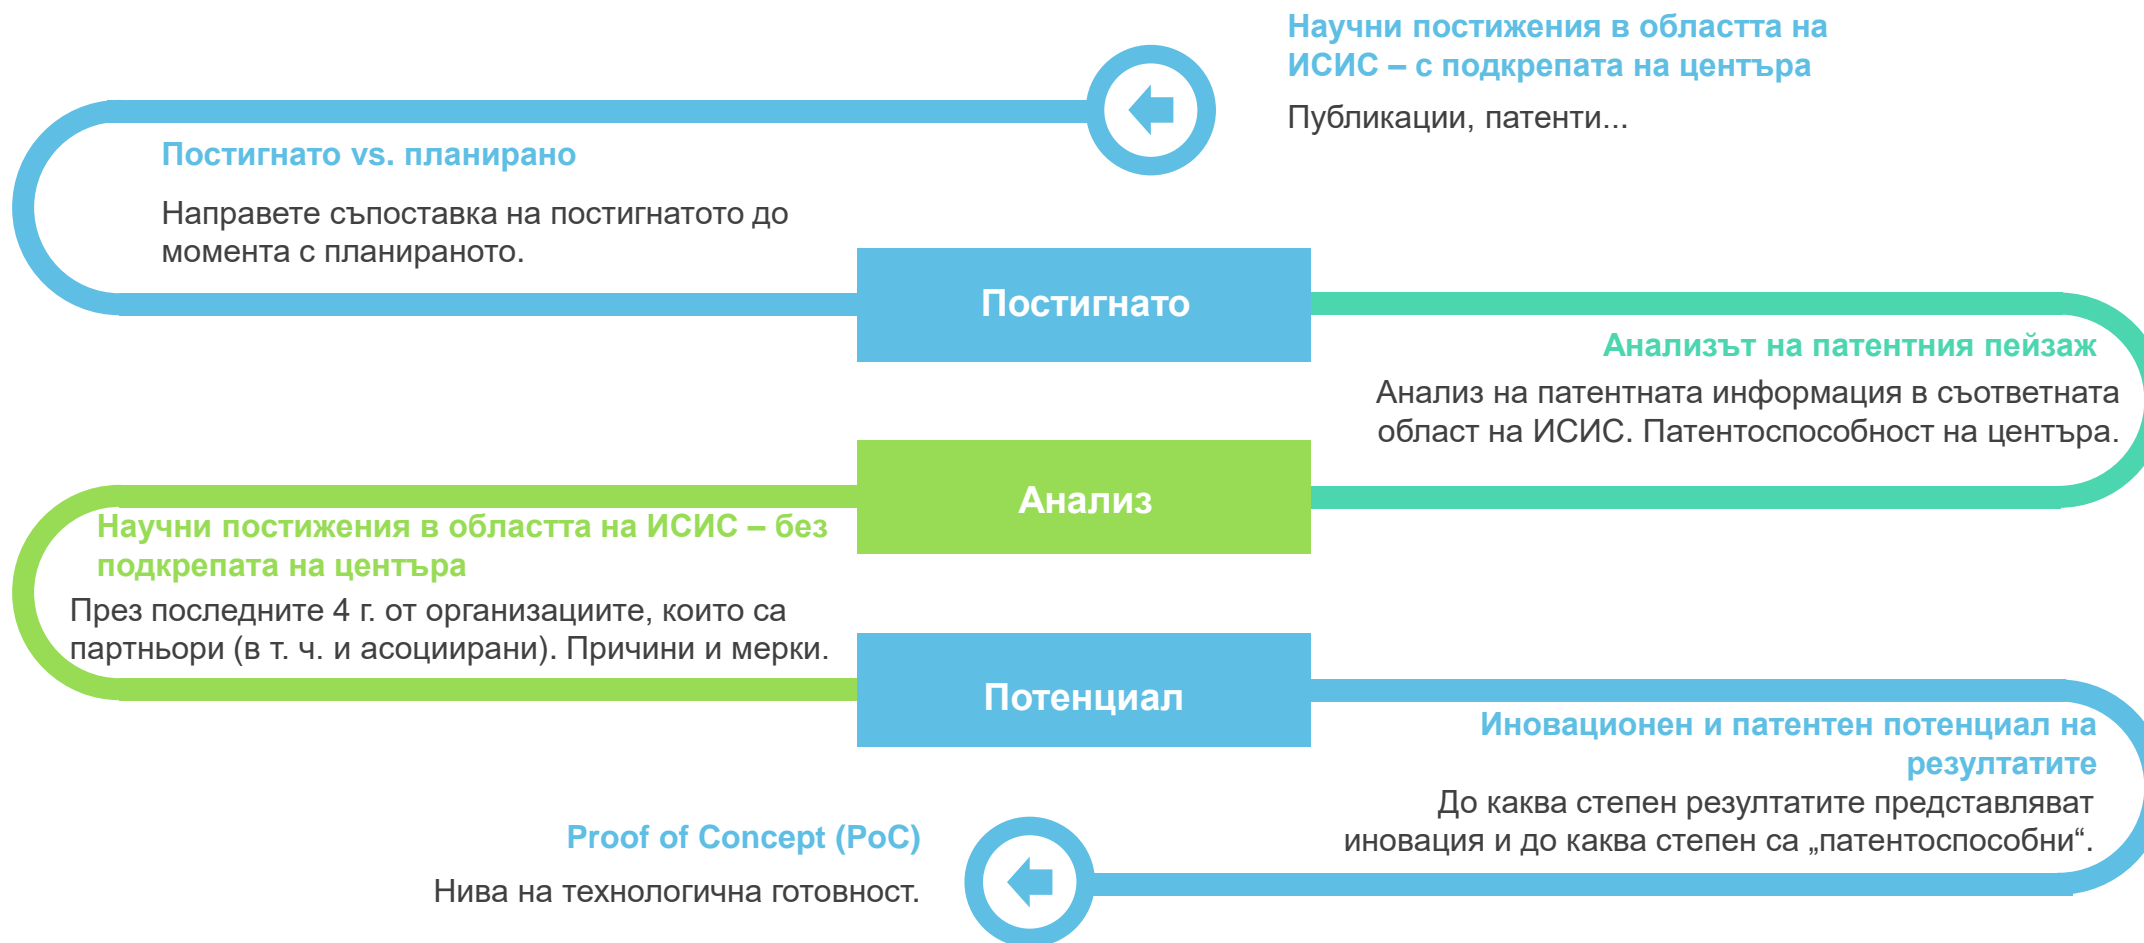 Научни постижения в областта на
ИСИС – с подкрепата на центъра
Публикации, патенти...
Постигнато vs. планирано
Направете съпоставка на постигнатото до
момента с планираното.
Постигнато
Анализът на патентния пейзаж
Анализ на патентната информация в съответната
област на ИСИС. Патентоспособност на центъра.
Анализ
Научни постижения в областта на ИСИС – без
подкрепата на центъра
През последните 4 г. от организациите, които са
партньори (в т. ч. и асоциирани). Причини и мерки.
Потенциал
Иновационен и патентен потенциал на
резултатите
До каква степен резултатите представляват
иновация и до каква степен са „патентоспособни“.
Proof of Concept (PoC)
Нива на технологична готовност.